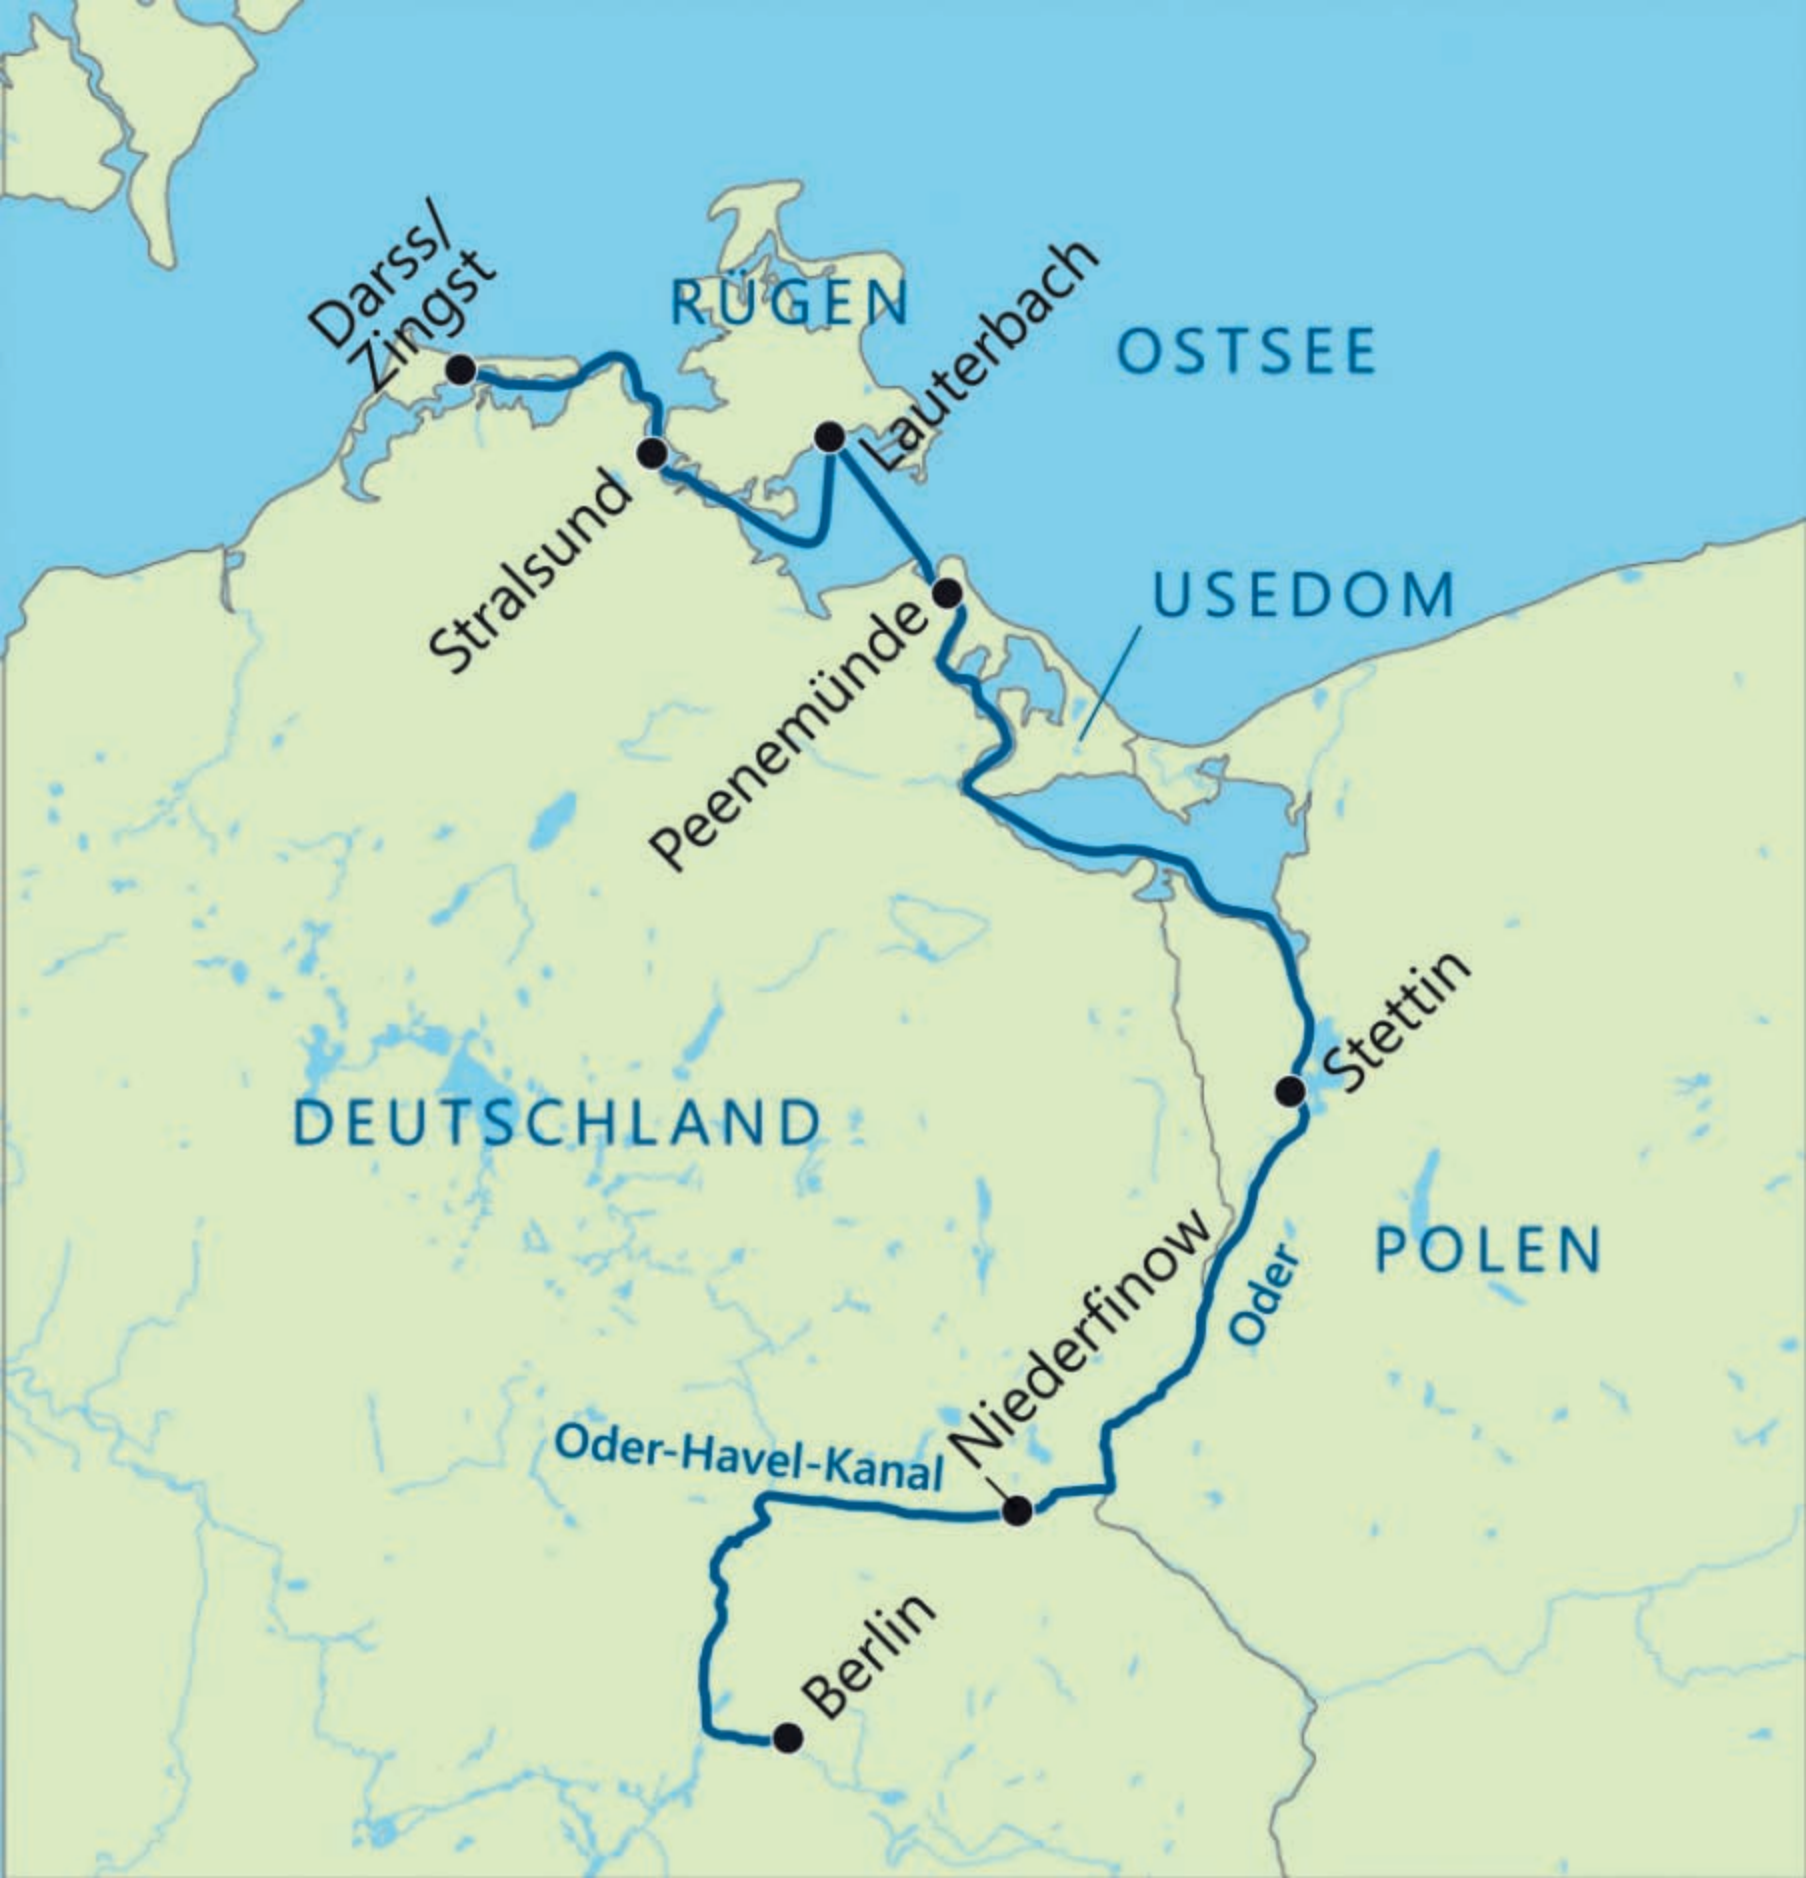 Darss/
Zingst
RÜGEN
Lauterbach
OSTSEE
Stralsund
USEDOM
Peenemünde
Stettin
DEUTSCHLAND
POLEN
Niederfinow
Oder
Oder-Havel-Kanal
Berlin